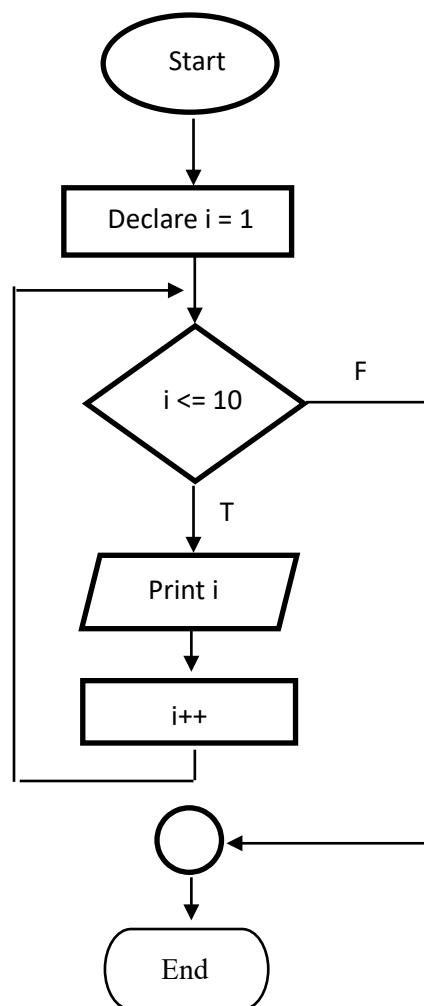 Start
Declare i = 1
i <= 10
F
T
Print i
i++
End